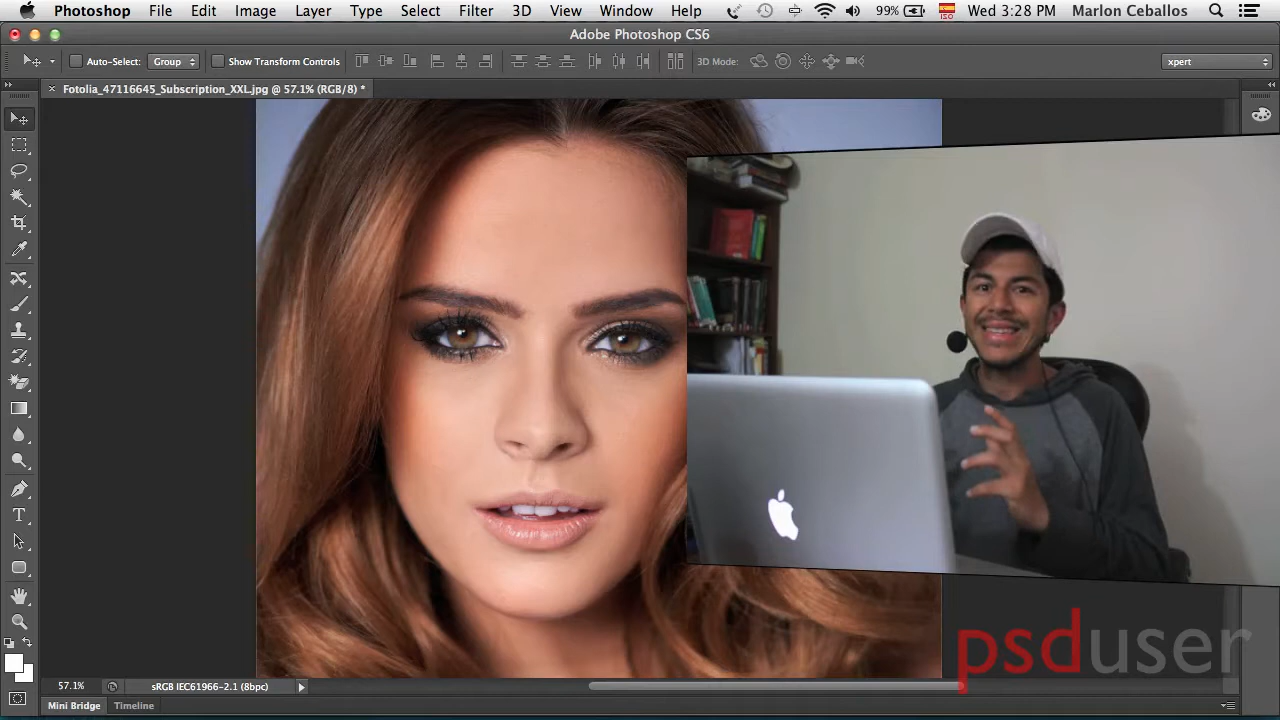 Photoshop File Edit Image Layer Type Select Filter 3D View Window Help 99% ISO Wed 3:28 PM Marlon Ceballos
Adobe Photoshop CS6
Auto-Select: Group Show Transform Controls 3D Mode: xpert
× Fotolia_47116645_Subscription_XXL.jpg @ 57.1% (RGB/8) *
T
psduser
57.1% sRGB IEC61966-2.1 (8bpc)
Mini Bridge Timeline